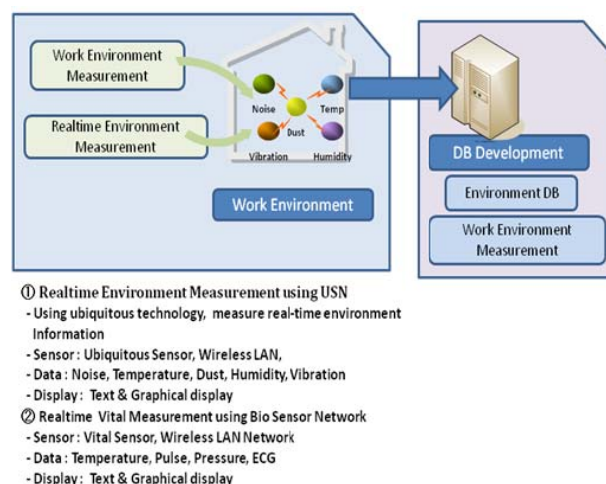 Work Environment
Measurement
Realtime Environment
Measurement
Noise
Temp
Dust
Vibration
Humidity
Work Environment
DB Development
Environment DB
Work Environment
Measurement
① Realtime Environment Measurement using USN
- Using ubiquitous technology, measure real-time environment
Information
- Sensor : Ubiquitous Sensor, Wireless LAN,
- Data : Noise, Temperature, Dust, Humidity, Vibration
- Display : Text & Graphical display
② Realtime Vital Measurement using Bio Sensor Network
- Sensor : Vital Sensor, Wireless LAN Network
- Data : Temperature, Pulse, Pressure, ECG
- Display : Text & Graphical display